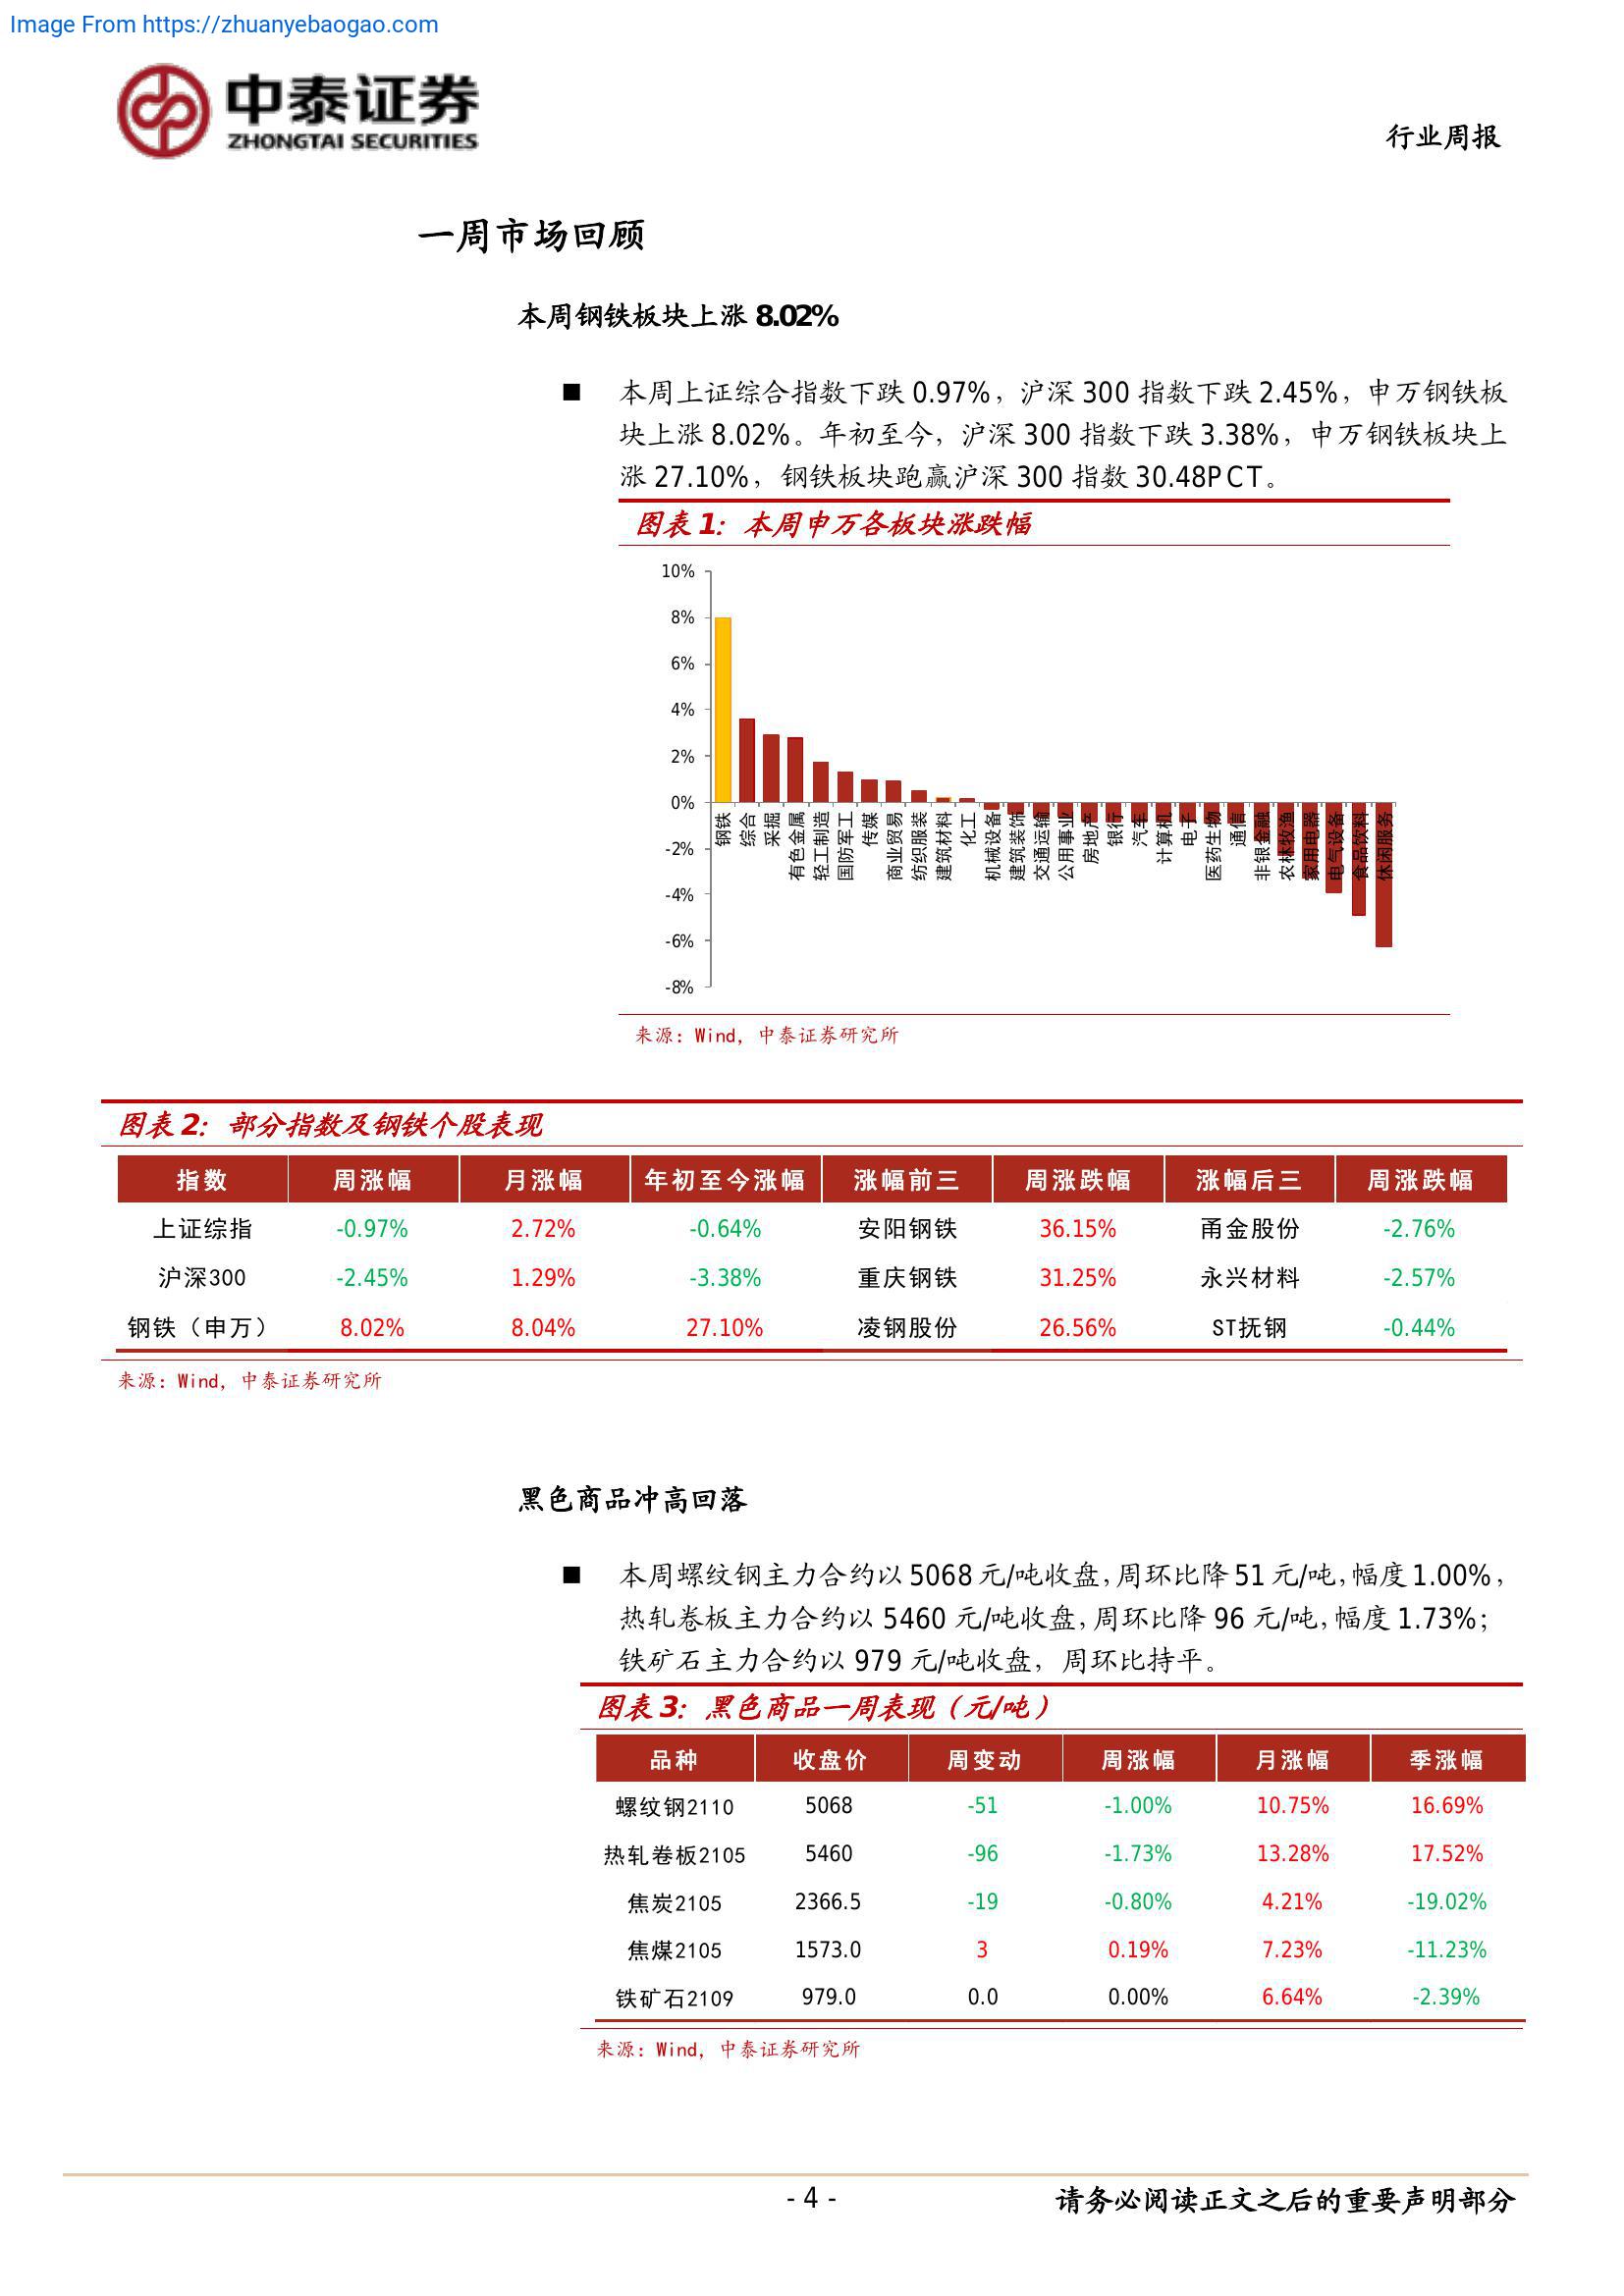 Image From https://zhuanyebaogao.com
中泰证券
ZHONGTAI SECURITIES
行业周报
一周市场回顾
本周钢铁板块上涨 8.02%
■ 本周上证综合指数下跌 0.97%，沪深 300 指数下跌 2.45%，申万钢铁板
块上涨 8.02%。年初至今，沪深 300 指数下跌 3.38%，申万钢铁板块上
涨 27.10%，钢铁板块跑赢沪深 300 指数 30.48PCT。
图表 1：本周申万各板块涨跌幅
10%
8%
6%
4%
2%
0%
-2%
-4%
-6%
-8%
钢铁
综合
采掘
有色金属
轻工制造
国防军工
传媒
商业贸易
纺织服装
建筑材料
化工
机械设备
建筑装饰
交通运输
公用事业
房地产
银行
汽车
计算机
电子
医药生物
通信
非银金融
农林牧渔
家用电器
电气设备
食品饮料
休闲服务
来源：Wind，中泰证券研究所
图表 2：部分指数及钢铁个股表现
指数 周涨幅 月涨幅 年初至今涨幅 涨幅前三 周涨跌幅 涨幅后三 周涨跌幅
上证综指 -0.97% 2.72% -0.64% 安阳钢铁 36.15% 甬金股份 -2.76%
沪深300 -2.45% 1.29% -3.38% 重庆钢铁 31.25% 永兴材料 -2.57%
钢铁（申万） 8.02% 8.04% 27.10% 凌钢股份 26.56% ST抚钢 -0.44%
来源：Wind，中泰证券研究所
黑色商品冲高回落
■ 本周螺纹钢主力合约以 5068 元/吨收盘，周环比降 51 元/吨，幅度 1.00%，
热轧卷板主力合约以 5460 元/吨收盘，周环比降 96 元/吨，幅度 1.73%；
铁矿石主力合约以 979 元/吨收盘，周环比持平。
图表 3：黑色商品一周表现（元/吨）
品种 收盘价 周变动 周涨幅 月涨幅 季涨幅
螺纹钢2110 5068 -51 -1.00% 10.75% 16.69%
热轧卷板2105 5460 -96 -1.73% 13.28% 17.52%
焦炭2105 2366.5 -19 -0.80% 4.21% -19.02%
焦煤2105 1573.0 3 0.19% 7.23% -11.23%
铁矿石2109 979.0 0.0 0.00% 6.64% -2.39%
来源：Wind，中泰证券研究所
- 4 -
请务必阅读正文之后的重要声明部分